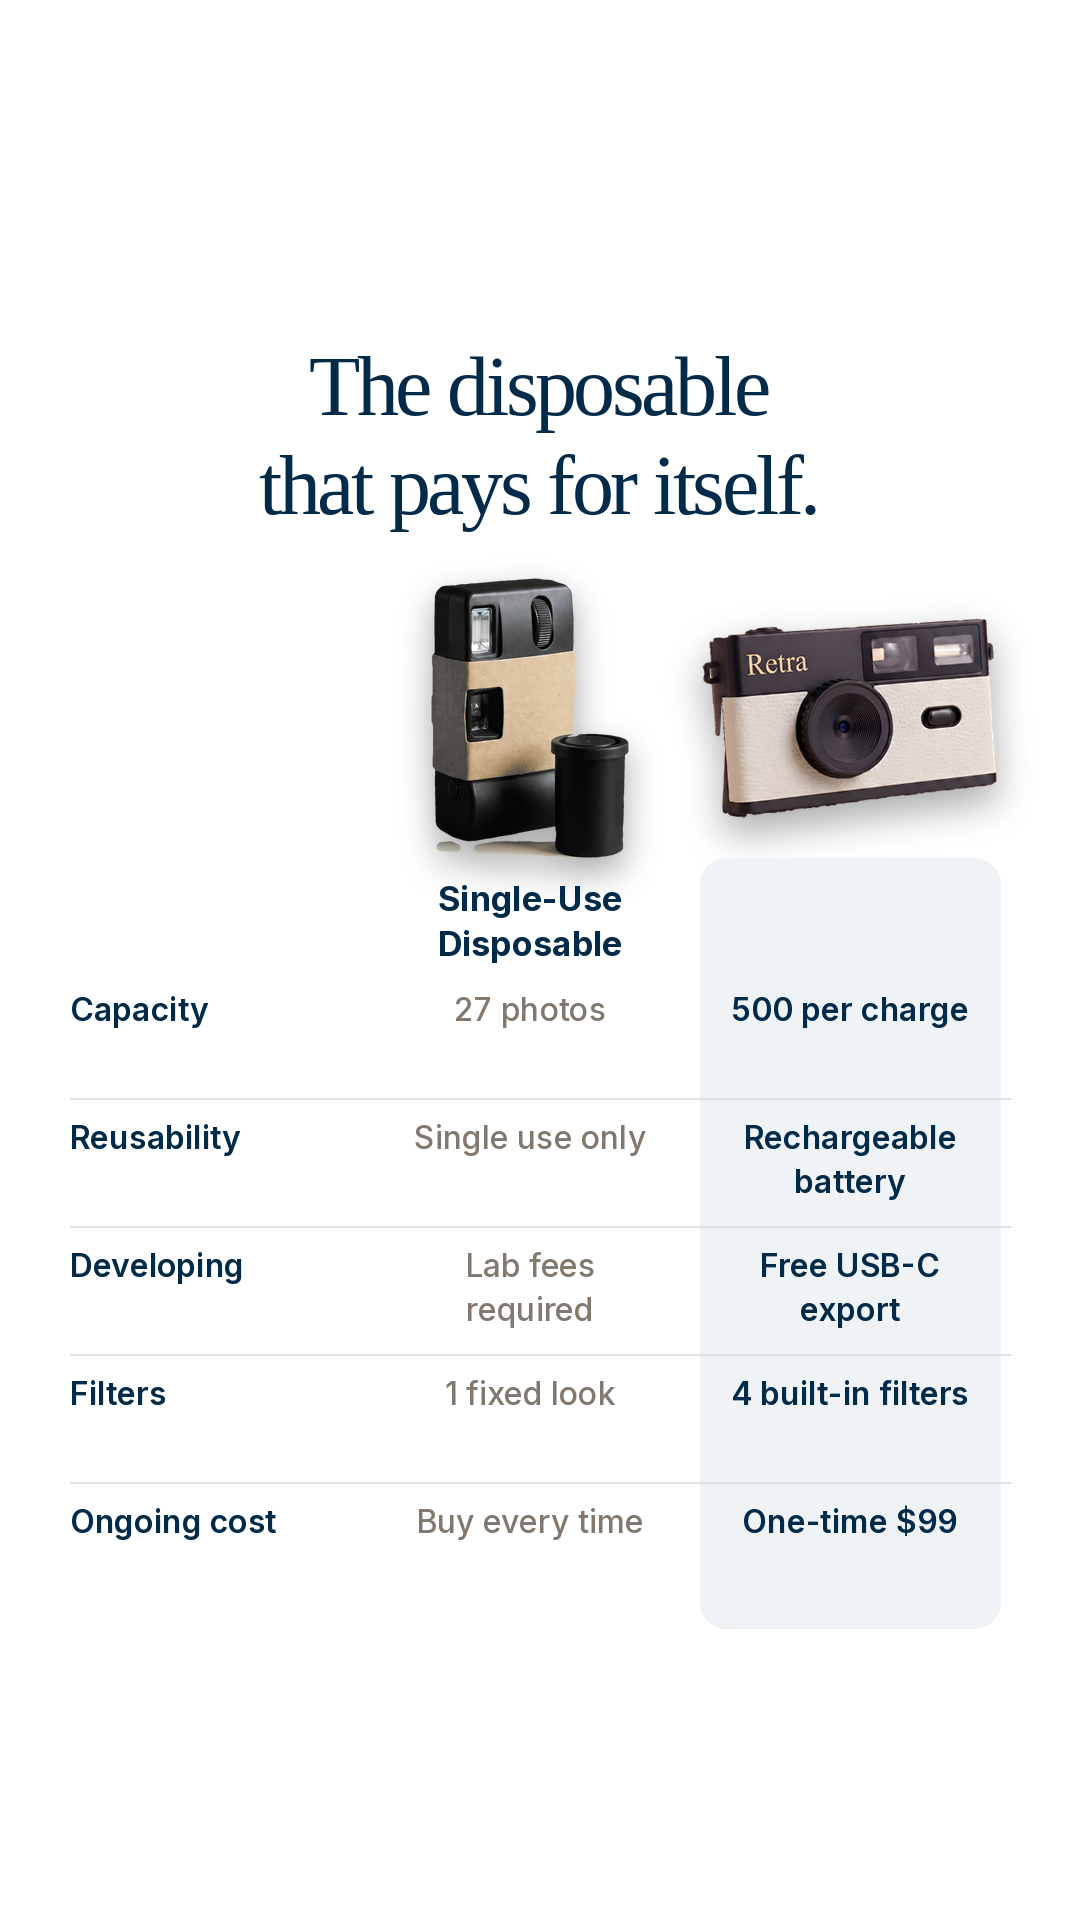 The disposable
that pays for itself.
Retra
Single-Use
Disposable
Capacity
27 photos
500 per charge
Reusability
Single use only
Rechargeable
battery
Developing
Lab fees
required
Free USB-C
export
Filters
1 fixed look
4 built-in filters
Ongoing cost
Buy every time
One-time $99